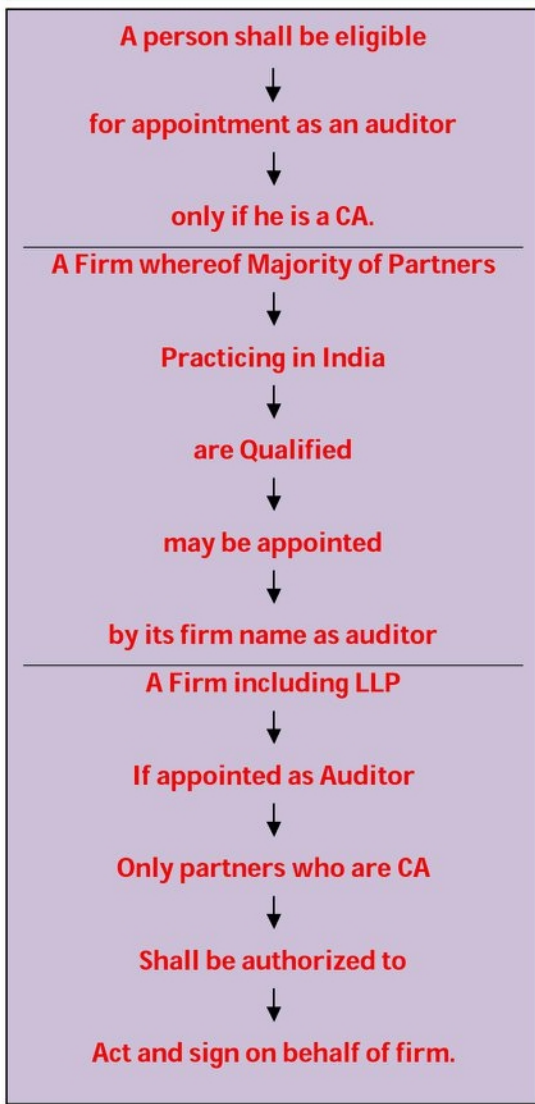 A person shall be eligible
for appointment as an auditor
only if he is a CA.
A Firm whereof Majority of Partners
Practicing in India
are Qualified
may be appointed
by its firm name as auditor
A Firm including LLP
If appointed as Auditor
Only partners who are CA
Shall be authorized to
Act and sign on behalf of firm.